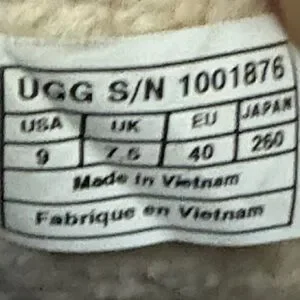 UGG S/N 1001876
USA UK EU JAPAN
9 7.5 40 260
Made in Vietnam
Fabrique en Vietnam